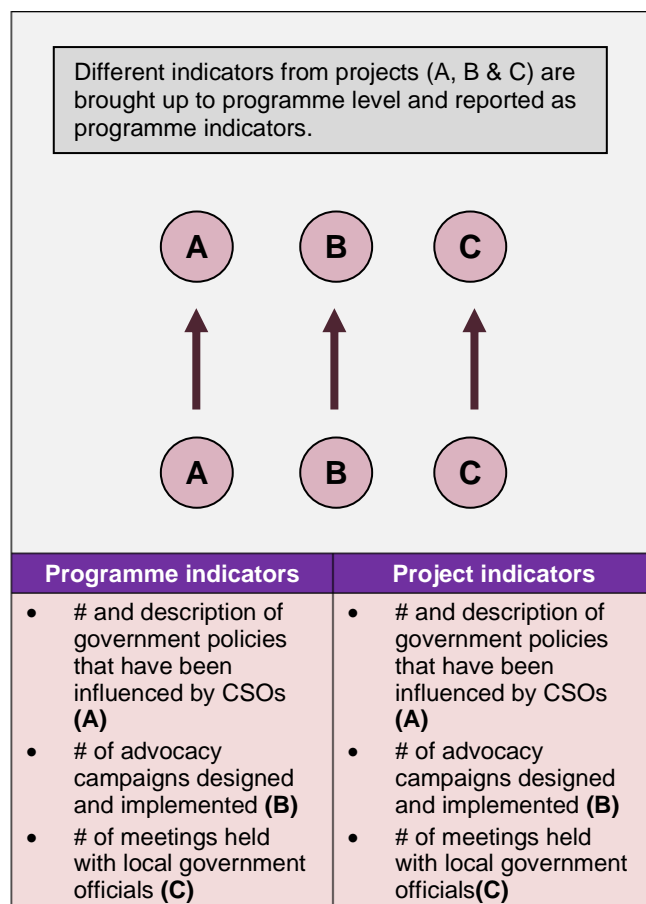 Different indicators from projects (A, B & C) are
brought up to programme level and reported as
programme indicators.
A B C
A B C
Programme indicators
• # and description of
government policies
that have been
influenced by CSOs
(A)
• # of advocacy
campaigns designed
and implemented (B)
• # of meetings held
with local government
officials (C)
Project indicators
• # and description of
government policies
that have been
influenced by CSOs
(A)
• # of advocacy
campaigns designed
and implemented (B)
• # of meetings held
with local government
officials(C)